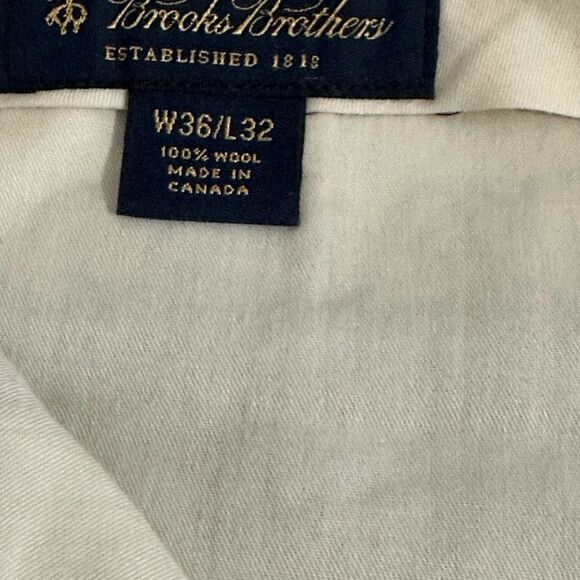 Brooks Brothers
ESTABLISHED 1818
W36/L32
100% WOOL
MADE IN
CANADA